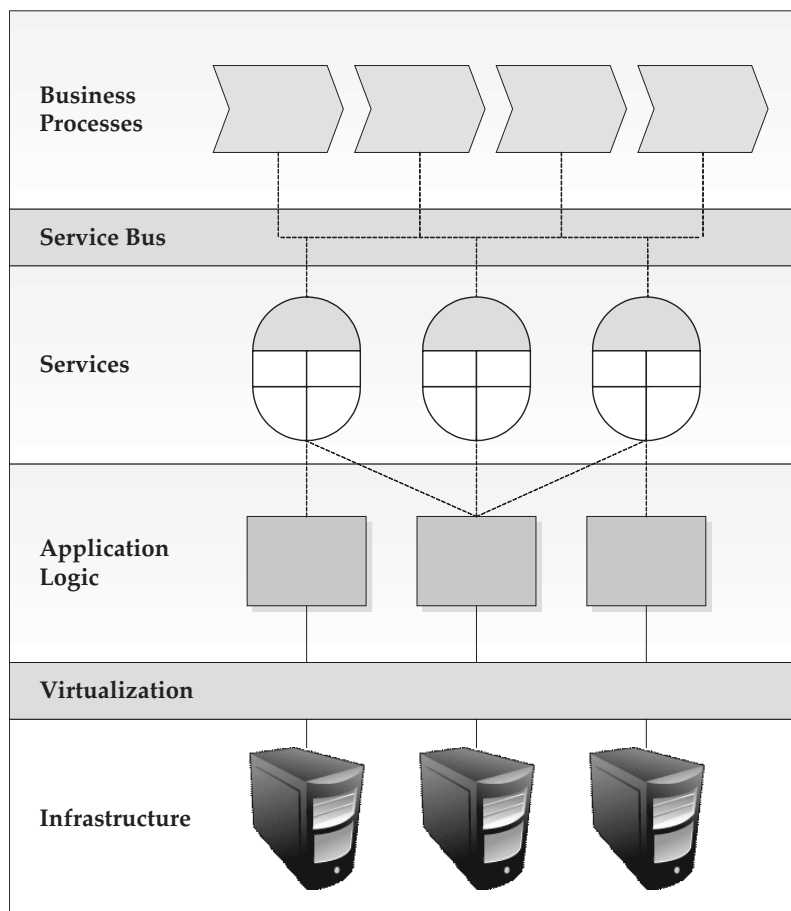 Business
Processes
Service Bus
Services
Application
Logic
Virtualization
Infrastructure